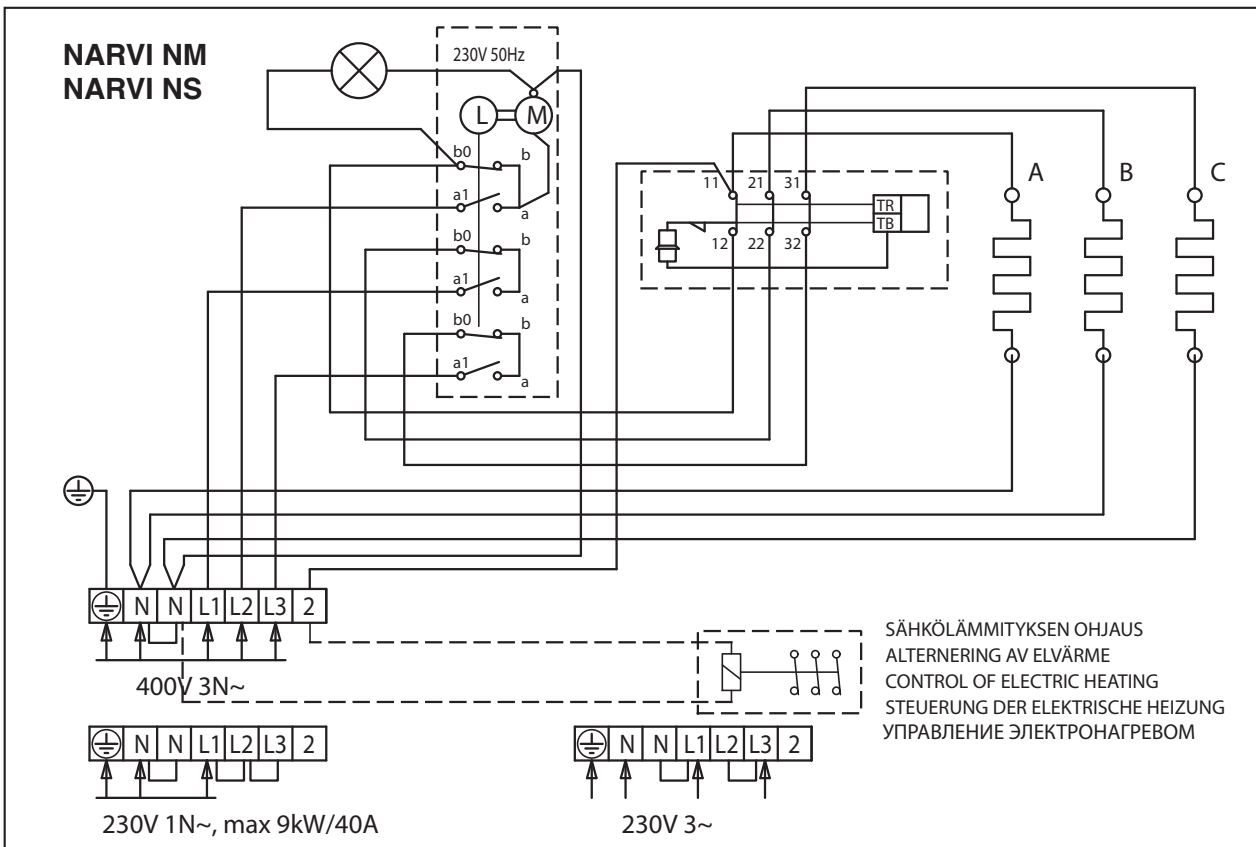 NARVI NM
NARVI NS
230V 50Hz
L M
b0 b
a1 a
b0 b
a1 a
b0 b
a1 a
11 21 31
TR
TB
12 22 32
A B C
N N L1 L2 L3 2
400V 3N~
SÄHKÖLÄMMITYKSEN OHJAUS
ALTERNERING AV ELVÄRME
CONTROL OF ELECTRIC HEATING
STEUERUNG DER ELEKTRISCHE HEIZUNG
УПРАВЛЕНИЕ ЭЛЕКТРОНАГРЕВОМ
N N L1 L2 L3 2
230V 1N~, max 9kW/40A
N N L1 L2 L3 2
230V 3~